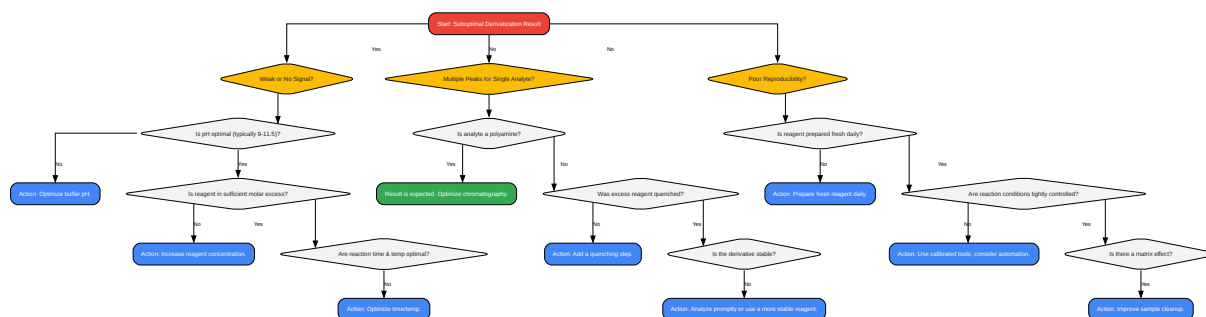 Start: Suboptimal Derivatization Result
Yes
No
No
Weak or No Signal?
Multiple Peaks for Single Analyte?
Poor Reproducibility?
Is pH optimal (typically 9-11.5)?
Is analyte a polyamine?
Is reagent prepared fresh daily?
No
Yes
Yes
No
No
Yes
Action: Optimize buffer pH.
Is reagent in sufficient molar excess?
Result is expected. Optimize chromatography.
Was excess reagent quenched?
Action: Prepare fresh reagent daily.
Are reaction conditions tightly controlled?
No
Yes
No
Yes
No
Yes
Action: Increase reagent concentration.
Are reaction time & temp optimal?
Action: Add a quenching step.
Is the derivative stable?
Action: Use calibrated tools, consider automation.
Is there a matrix effect?
No
No
Yes
Action: Optimize time/temp.
Action: Analyze promptly or use a more stable reagent.
Action: Improve sample cleanup.